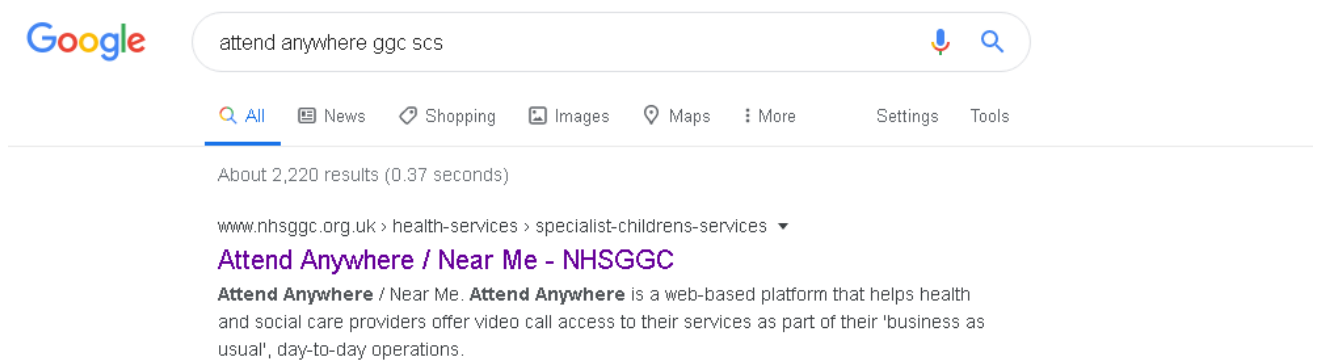 Google
attend anywhere ggc scs
All News Shopping Images Maps More Settings Tools
About 2,220 results (0.37 seconds)
www.nhsggc.org.uk › health-services › specialist-childrens-services
Attend Anywhere / Near Me - NHSGGC
Attend Anywhere / Near Me. Attend Anywhere is a web-based platform that helps health
and social care providers offer video call access to their services as part of their 'business as
usual', day-to-day operations.